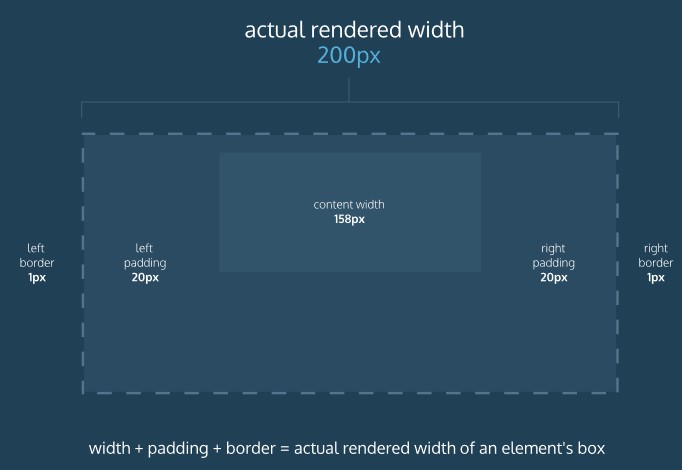 actual rendered width
200px
content width
158px
left
border
1px
left
padding
20px
right
padding
20px
right
border
1px
width + padding + border = actual rendered width of an element's box